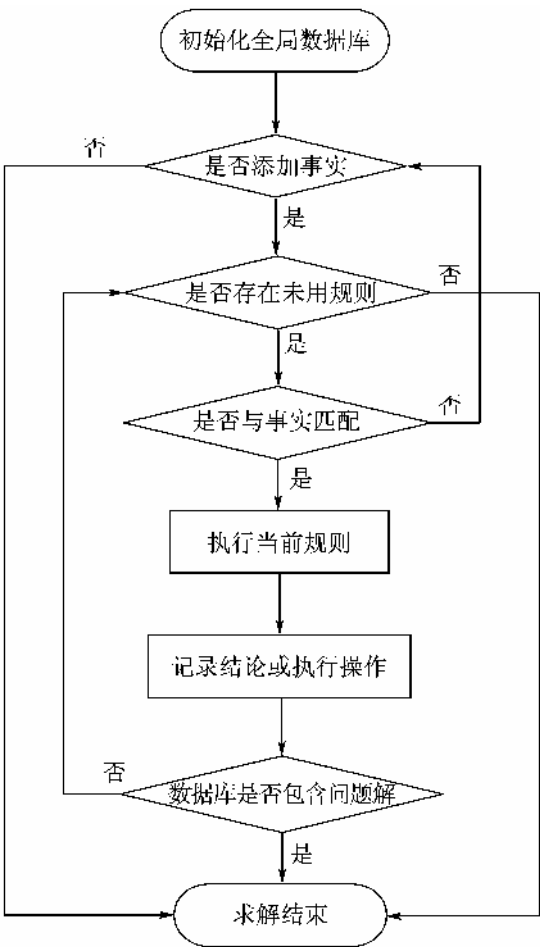 初始化全局数据库
否
是否添加事实
是
是否存在未用规则
否
是
是否与事实匹配
否
是
执行当前规则
记录结论或执行操作
否
数据库是否包含问题解
是
求解结束